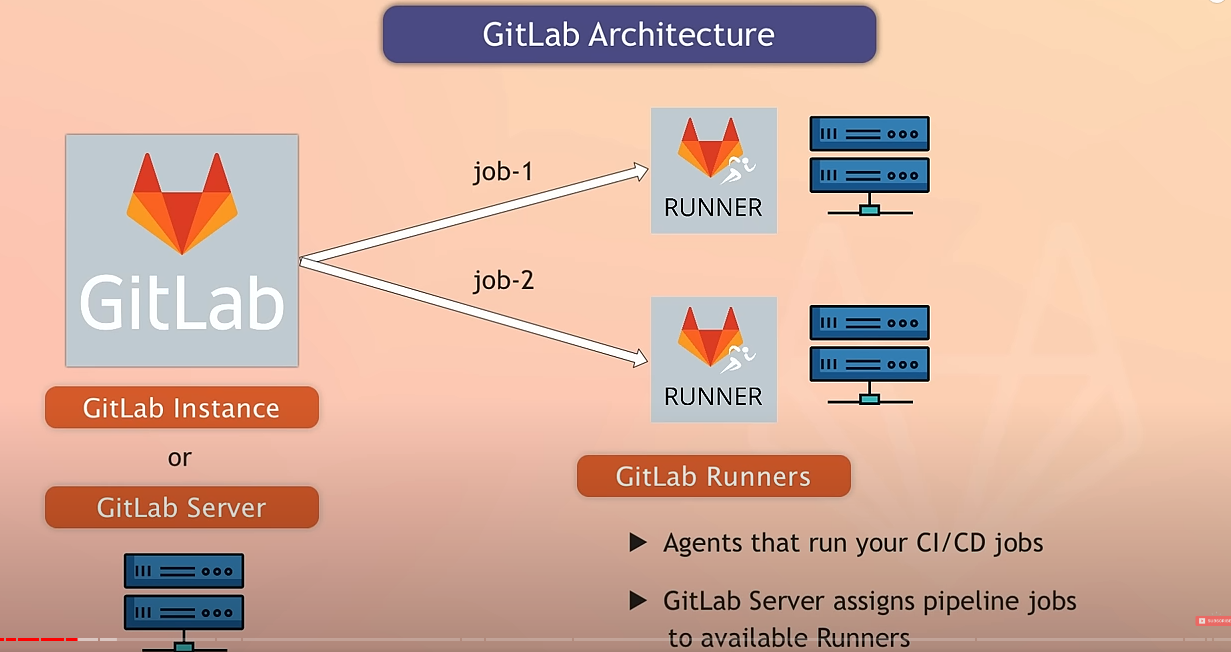 GitLab Architecture
GitLab
job-1
RUNNER
job-2
RUNNER
GitLab Instance
or
GitLab Server
GitLab Runners
Agents that run your CI/CD jobs
GitLab Server assigns pipeline jobs
to available Runners